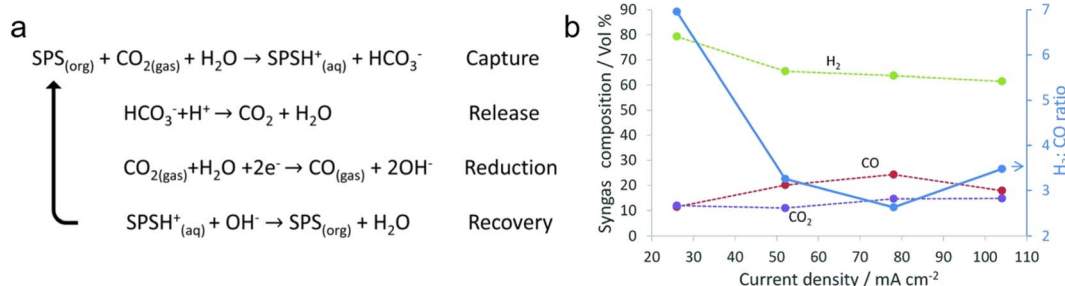 a
SPS(org) + CO2(gas) + H2O → SPSH+(aq) + HCO3- Capture
HCO3-+H+ → CO2 + H2O Release
CO2(gas)+H2O +2e- → CO(gas) + 2OH- Reduction
SPSH+(aq) + OH- → SPS(org) + H2O Recovery
b
Syngas composition / Vol %
90
80
70
60
50
40
30
20
10
0
H2
CO
CO2
7
6
5
4
3
2
H2: CO ratio
20 30 40 50 60 70 80 90 100 110
Current density / mA cm-2